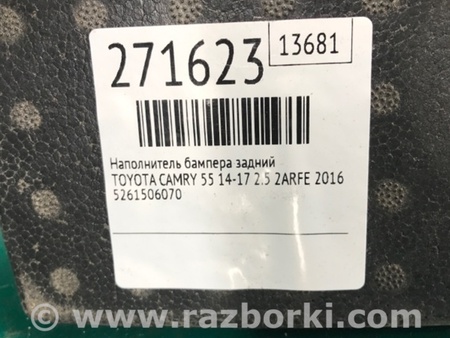 271623
13681
Наполнитель бампера задний
TOYOTA CAMRY 55 14-17 2.5 2ARFE 2016
5261506070
www.razborki.com